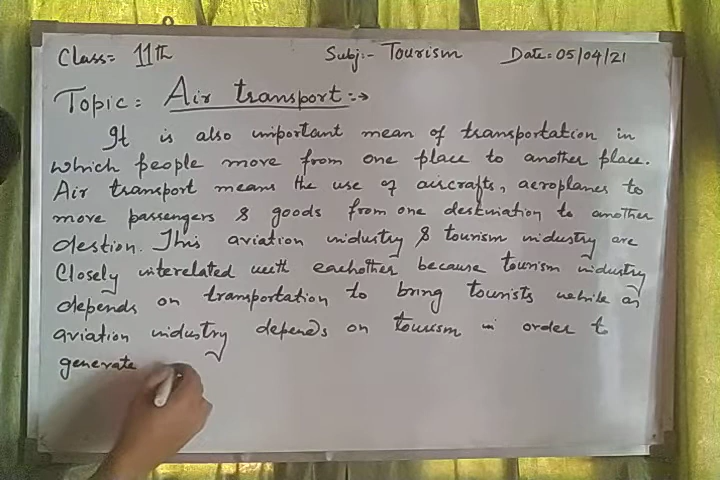 Class= 11th Subj:- Tourism Date:05/04/21
Topic: Air transport:→
It is also important mean of transportation in
which people move from one place to another place.
Air transport means the use of aircrafts, aeroplanes to
move passengers & goods from one destination to another
destion. This aviation industry & tourism industry are
Closely interelated with eachother because tourism industry
depends on transportation to bring tourists while an
aviation industry depends on tourism in order to
generate